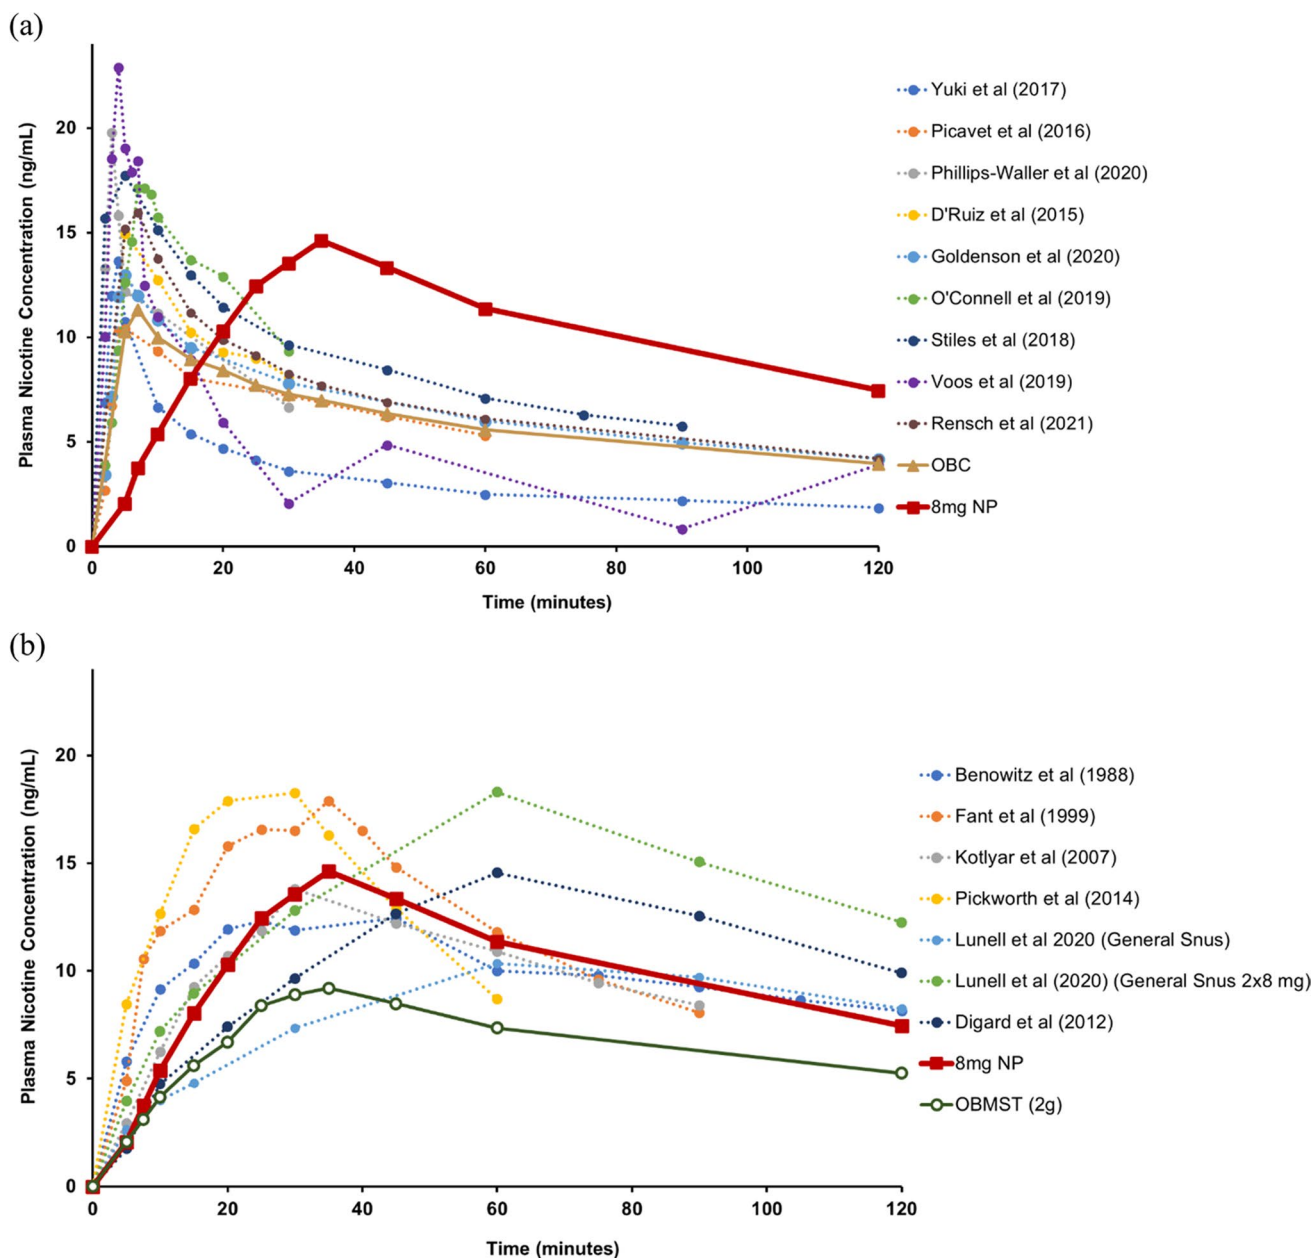 (a)
Plasma Nicotine Concentration (ng/mL)
20
15
10
5
0
0 20 40 60 80 100 120
Time (minutes)
Yuki et al (2017)
Picavet et al (2016)
Phillips-Waller et al (2020)
D'Ruiz et al (2015)
Goldenson et al (2020)
O'Connell et al (2019)
Stiles et al (2018)
Voos et al (2019)
Rensch et al (2021)
OBC
8mg NP
(b)
Plasma Nicotine Concentration (ng/mL)
20
15
10
5
0
0 20 40 60 80 100 120
Time (minutes)
Benowitz et al (1988)
Fant et al (1999)
Kotlyar et al (2007)
Pickworth et al (2014)
Lunell et al 2020 (General Snus)
Lunell et al (2020) (General Snus 2x8 mg)
Digard et al (2012)
8mg NP
OBMST (2g)